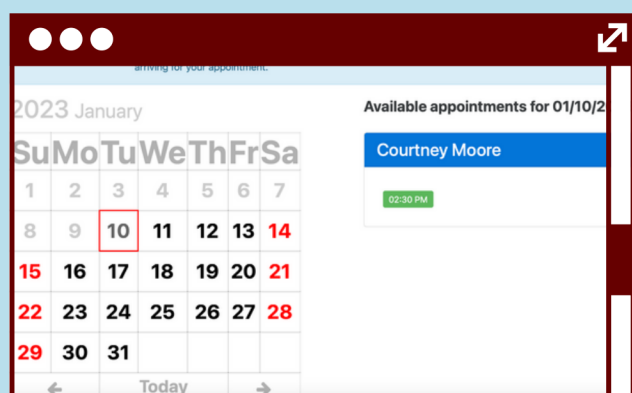 arriving for your appointment.
2023 January
Su Mo Tu We Th Fr Sa
1 2 3 4 5 6 7
8 9 10 11 12 13 14
15 16 17 18 19 20 21
22 23 24 25 26 27 28
29 30 31
Today
Available appointments for 01/10/2
Courtney Moore
02:30 PM